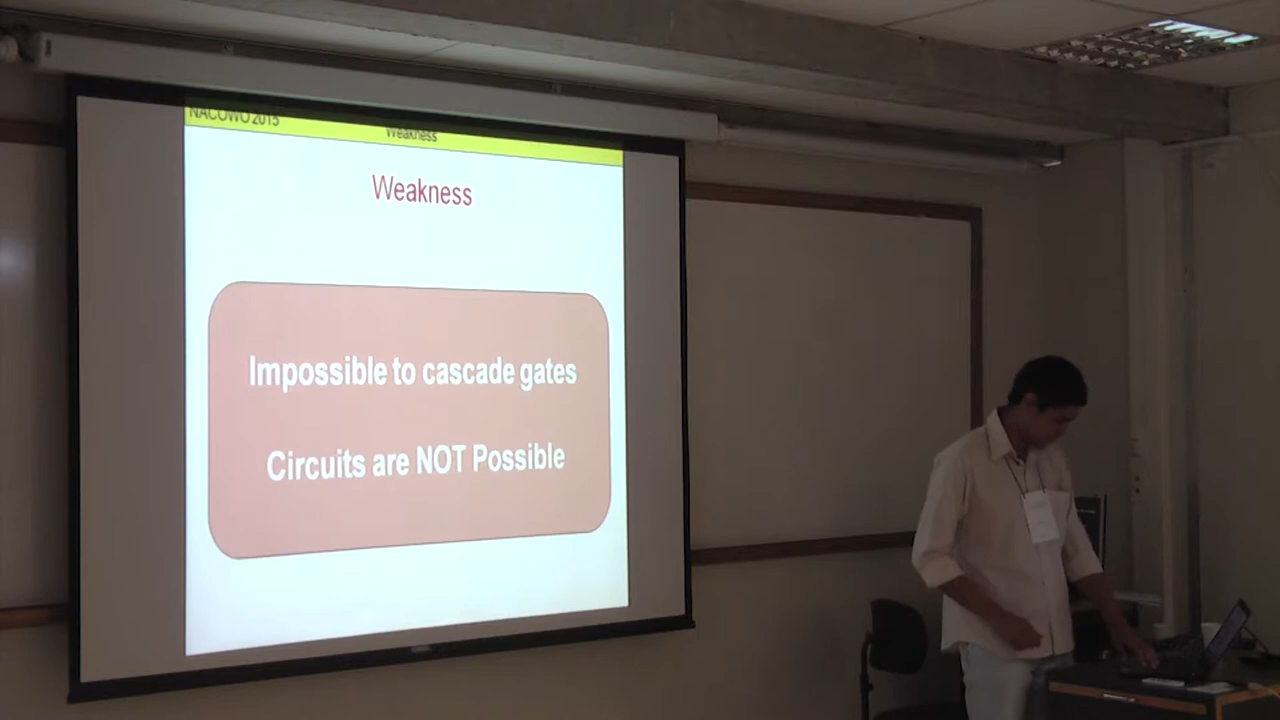 NACOWO 2015
Weakness
Weakness
Impossible to cascade gates
Circuits are NOT Possible